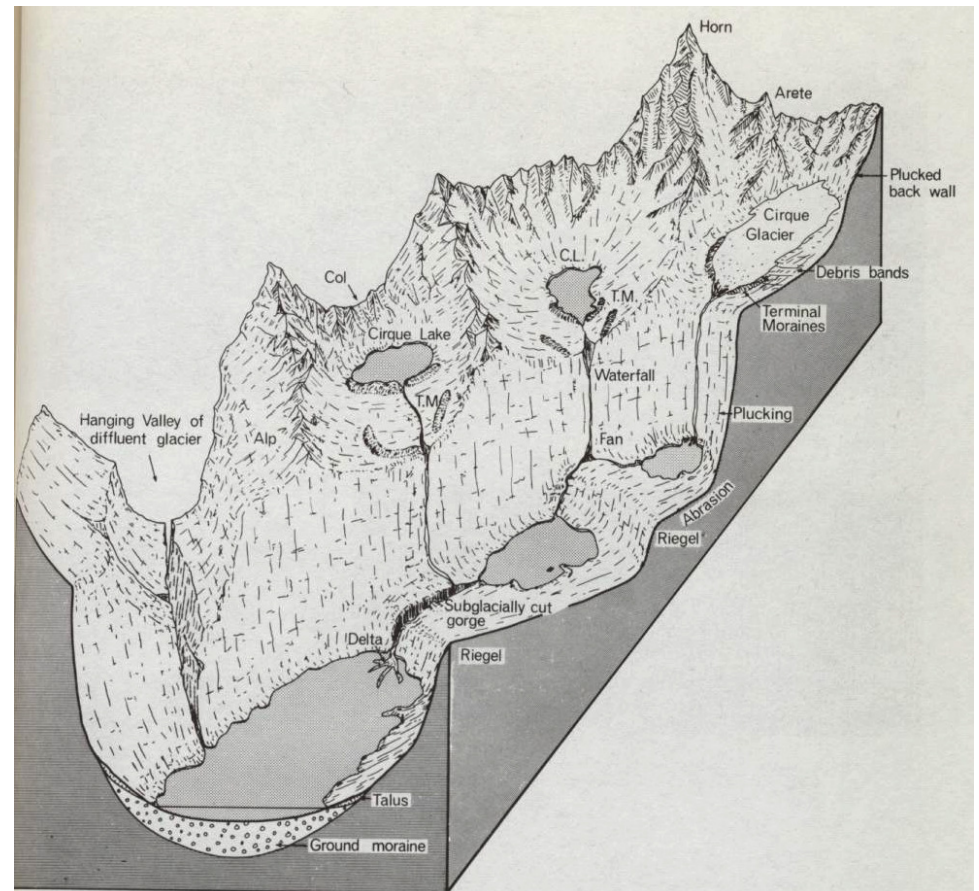 Horn
Arete
Plucked
back wall
Cirque
Glacier
C.L.
Debris bands
Col
T.M.
Terminal
Moraines
Cirque Lake
Waterfall
T.M.
Plucking
Hanging Valley of
diffluent glacier
Alp
Fan
Abrasion
Riegel
Subglacially cut
gorge
Delta
Riegel
Talus
Ground moraine